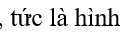 , tức là hình